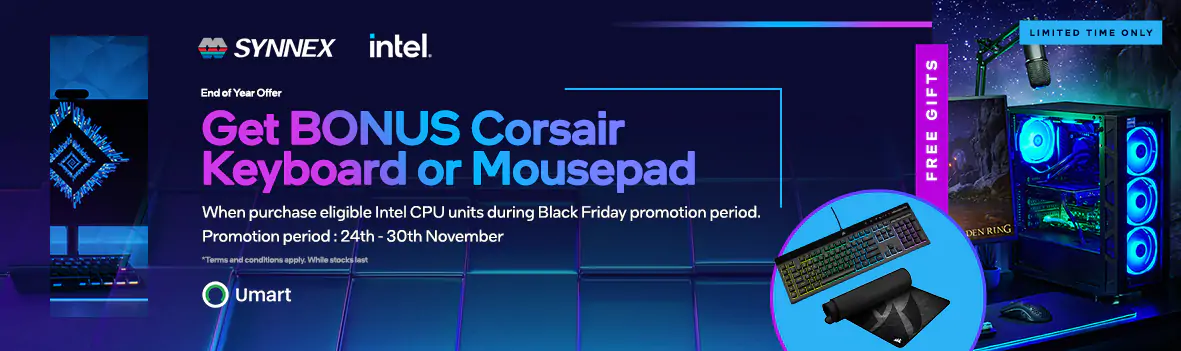 SYNNEX intel.
End of Year Offer
Get BONUS Corsair
Keyboard or Mousepad
When purchase eligible Intel CPU units during Black Friday promotion period.
Promotion period : 24th - 30th November
*Terms and conditions apply. While stocks last
Umart
FREE GIFTS
LIMITED TIME ONLY
DEN RING